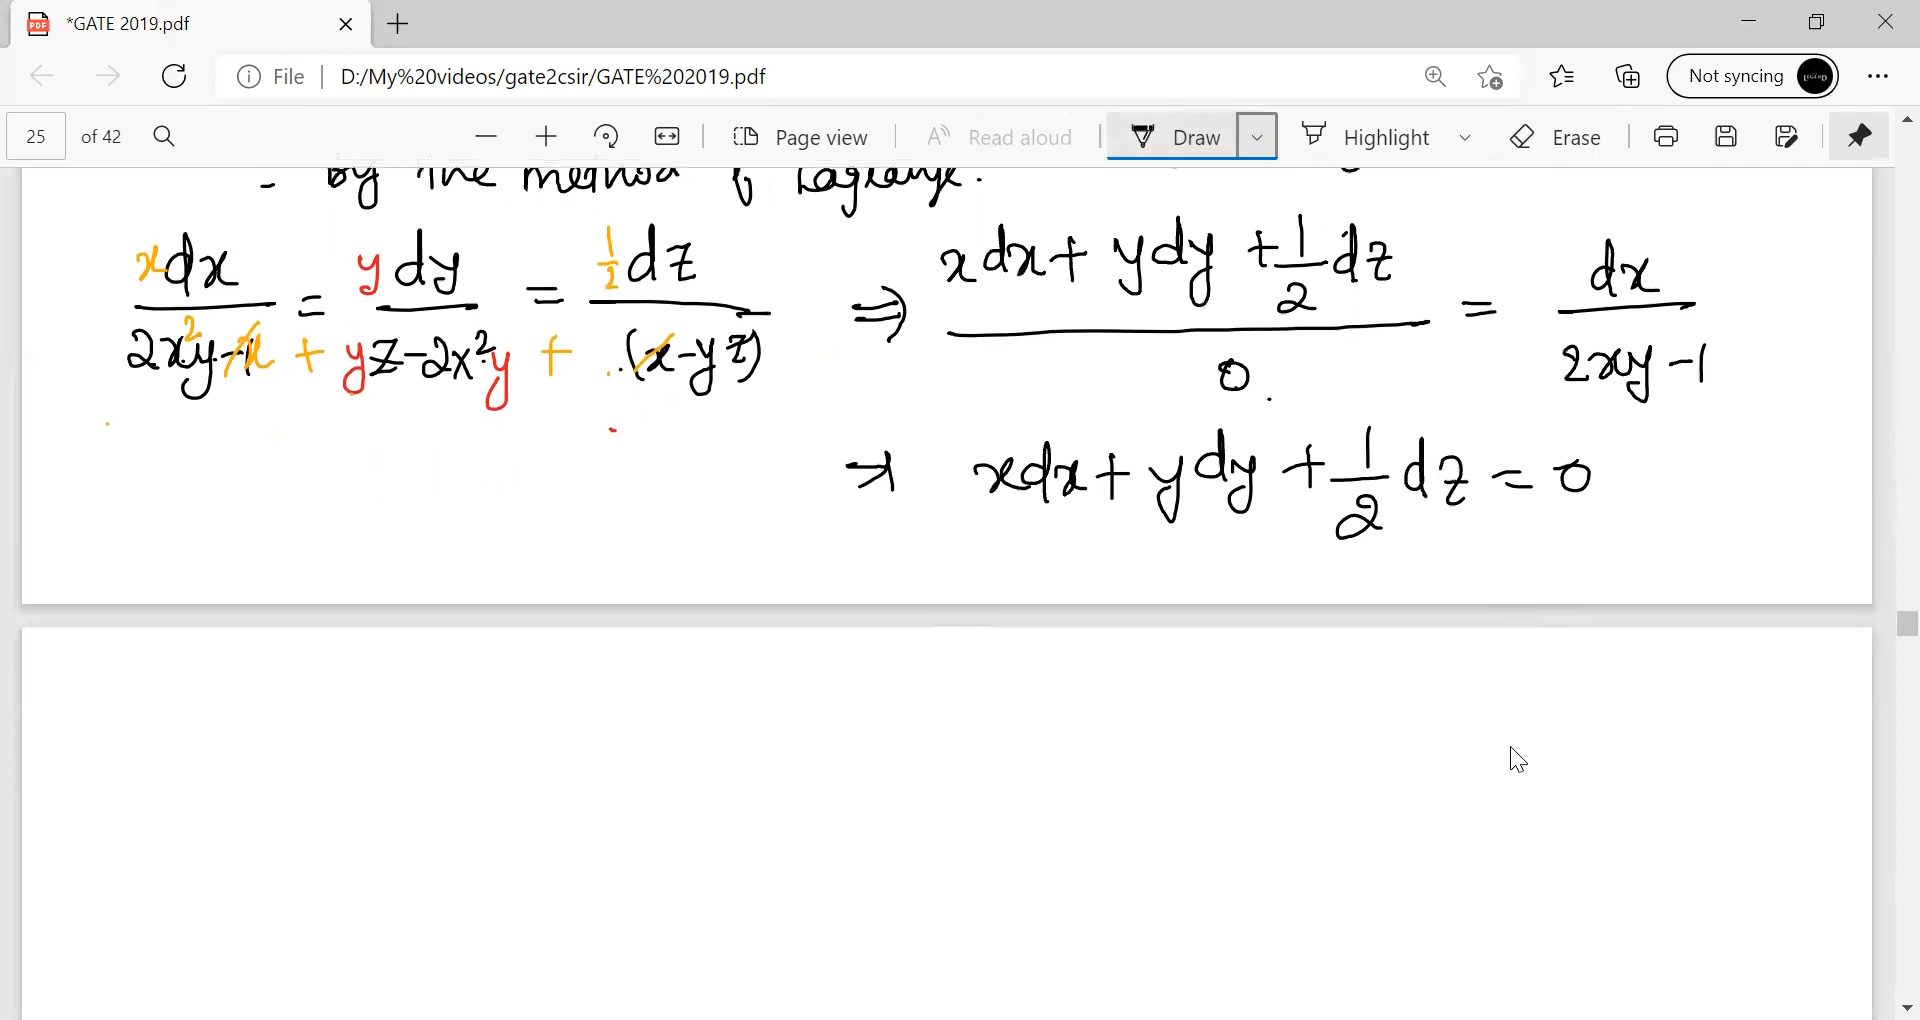 *GATE 2019.pdf
File | D:/My%20videos/gate2csir/GATE%202019.pdf
Not syncing
LEGEND
25 of 42
Page view
Read aloud
Draw
Highlight
Erase
By the method of Lagrange.
xdx/(2x²y-x) = ydy/(yz-2x²y) = ½dz/(x-yz) ⇒ (xdx + ydy + ½dz)/0 = dx/(2xy-1)
→ xdx + ydy + ½dz = 0